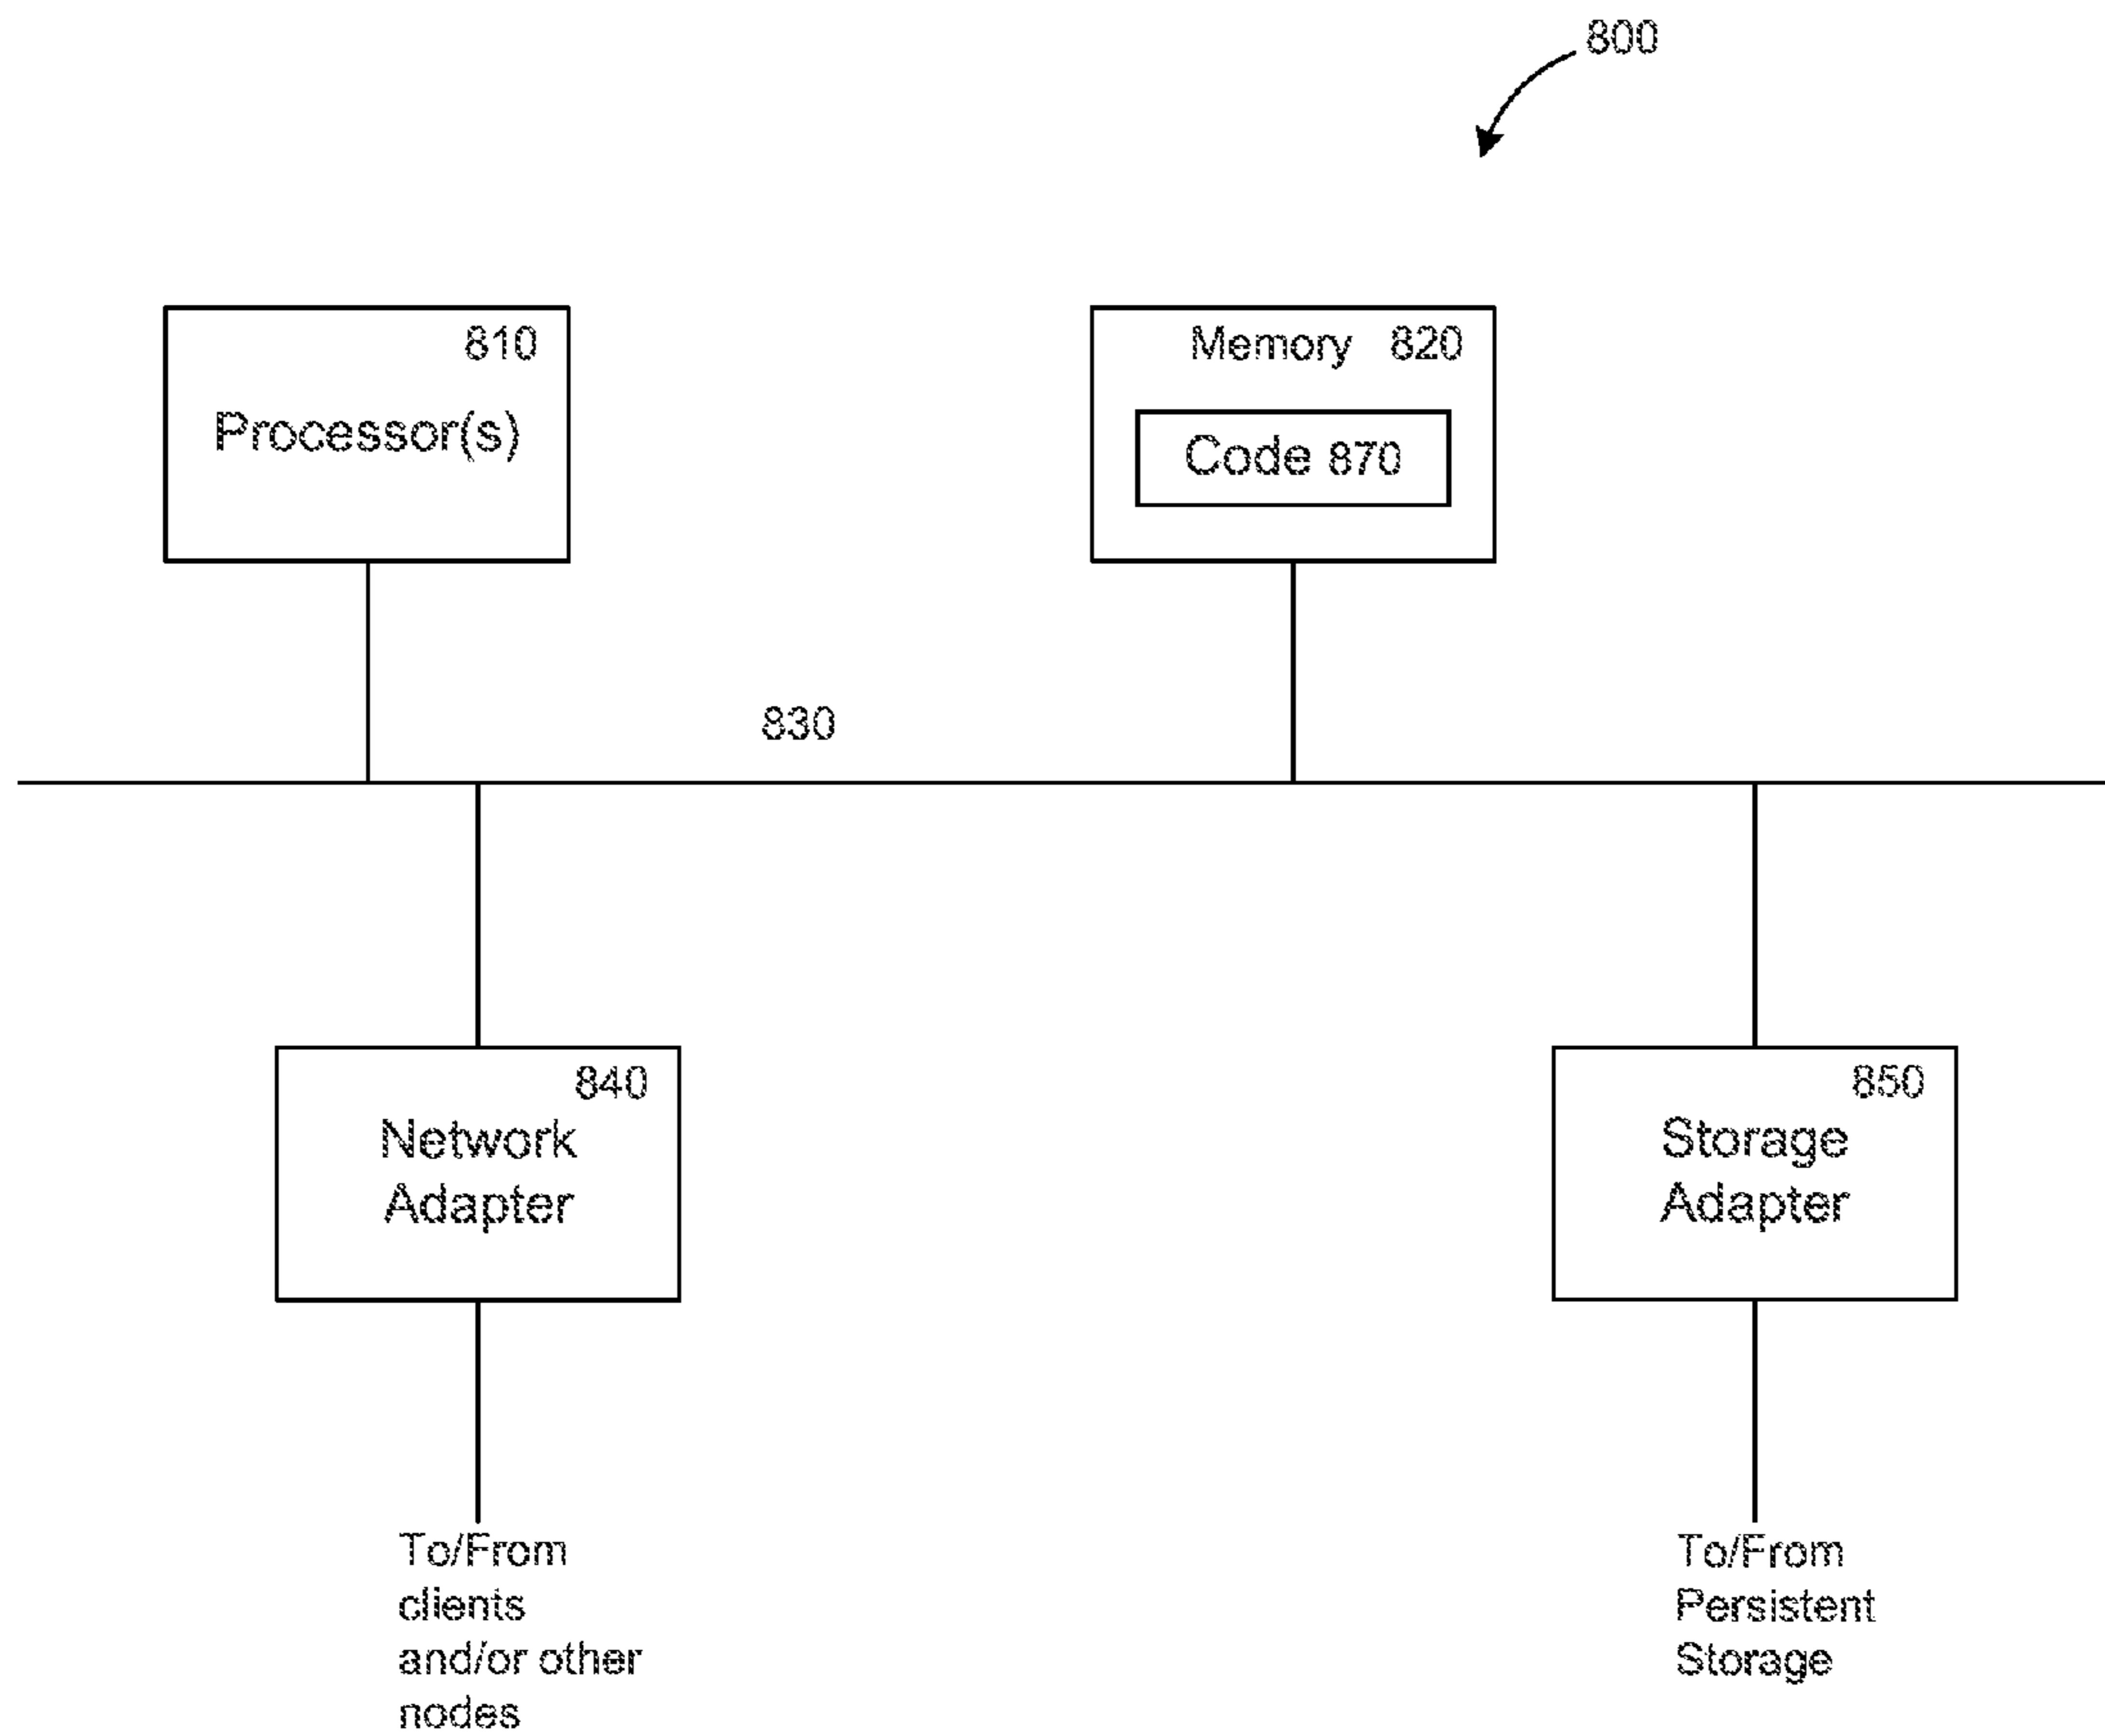 800
810
Processor(s)
Memory 820
Code 870
830
840
Network
Adapter
850
Storage
Adapter
To/From
clients
and/or other
nodes
To/From
Persistent
Storage